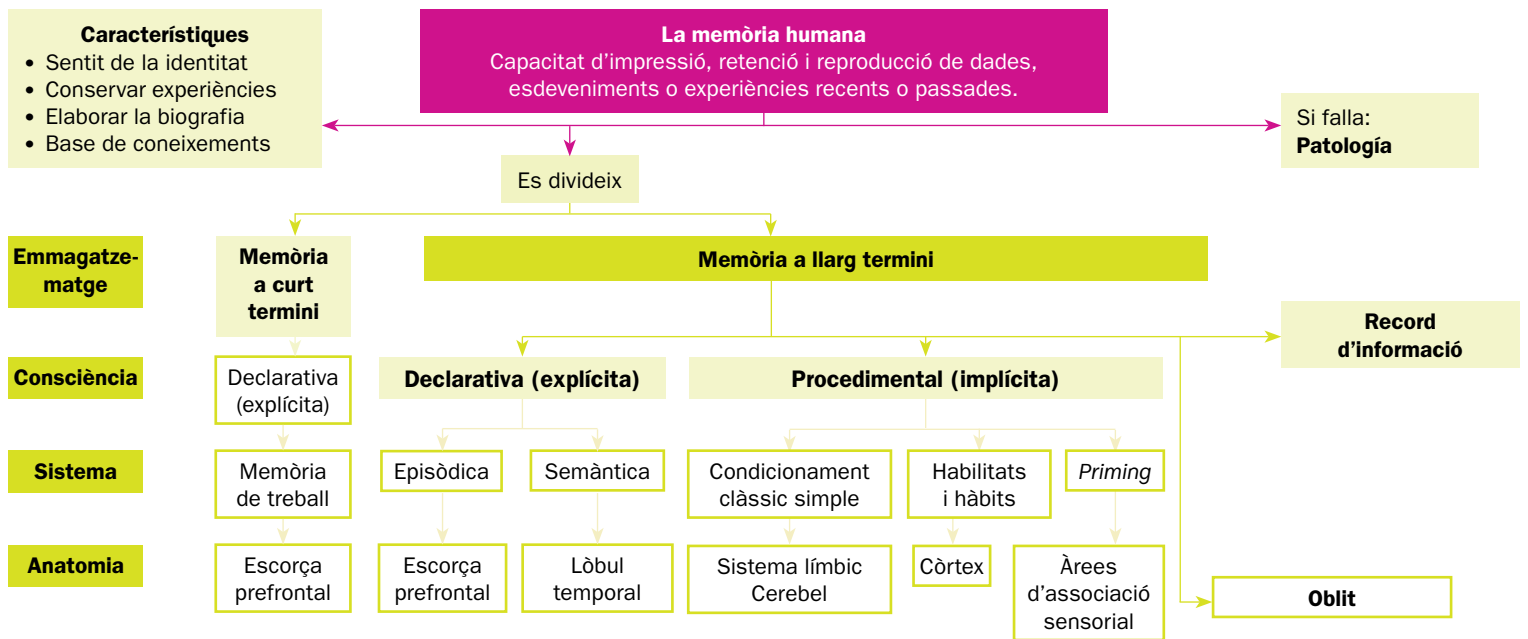 Característiques
• Sentit de la identitat
• Conservar experiències
• Elaborar la biografia
• Base de coneixements
La memòria humana
Capacitat d’impressió, retenció i reproducció de dades,
esdeveniments o experiències recents o passades.
Si falla:
Patología
Es divideix
Emmagatze-
matge
Memòria
a curt
termini
Memòria a llarg termini
Record
d’informació
Consciència
Declarativa
(explícita)
Declarativa (explícita)
Procedimental (implícita)
Sistema
Memòria
de treball
Episòdica
Semàntica
Condicionament
clàssic simple
Habilitats
i hàbits
Priming
Anatomia
Escorça
prefrontal
Escorça
prefrontal
Lòbul
temporal
Sistema límbic
Cerebel
Còrtex
Àrees
d’associació
sensorial
Oblit